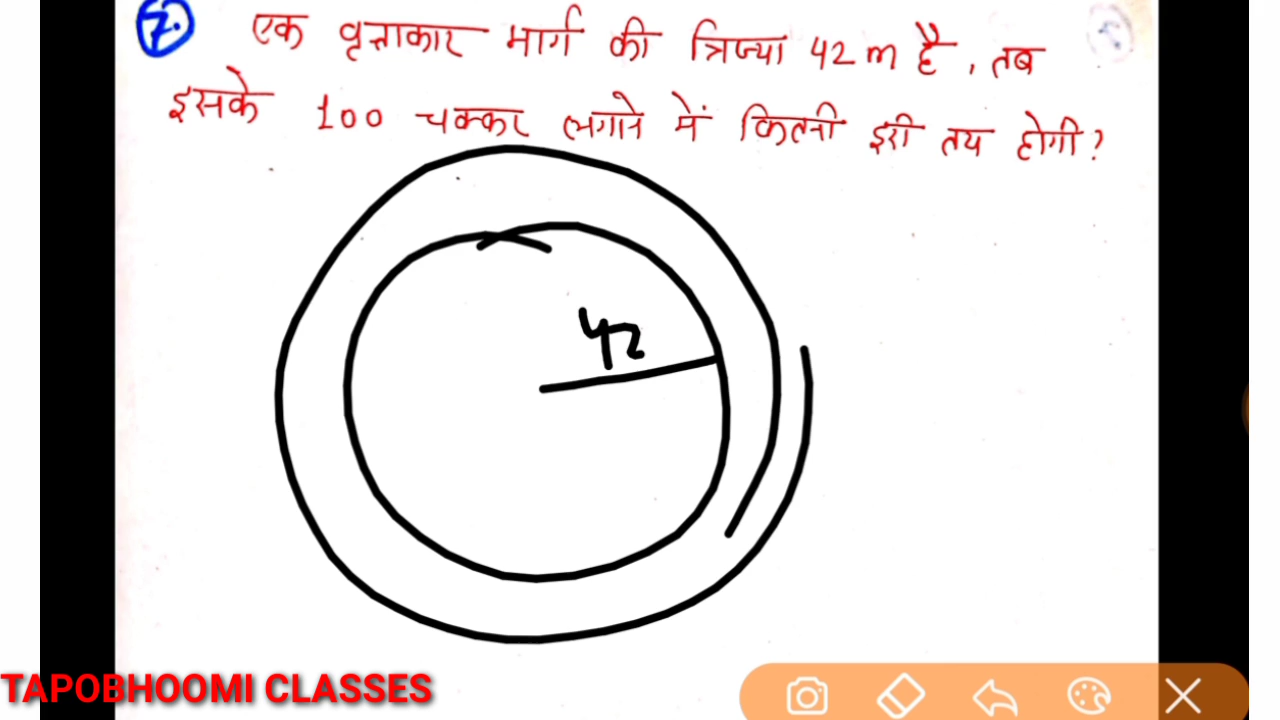 7. एक वृत्ताकार मार्ग की त्रिज्या 42 m है, तब
इसके 100 चक्कर लगाने में कितनी दूरी तय होगी?
42
TAPOBHOOMI CLASSES